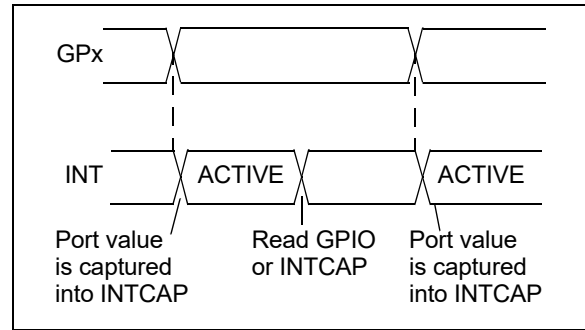 GPx
INT
ACTIVE
ACTIVE
Port value
is captured
into INTCAP
Read GPIO
or INTCAP
Port value
is captured
into INTCAP